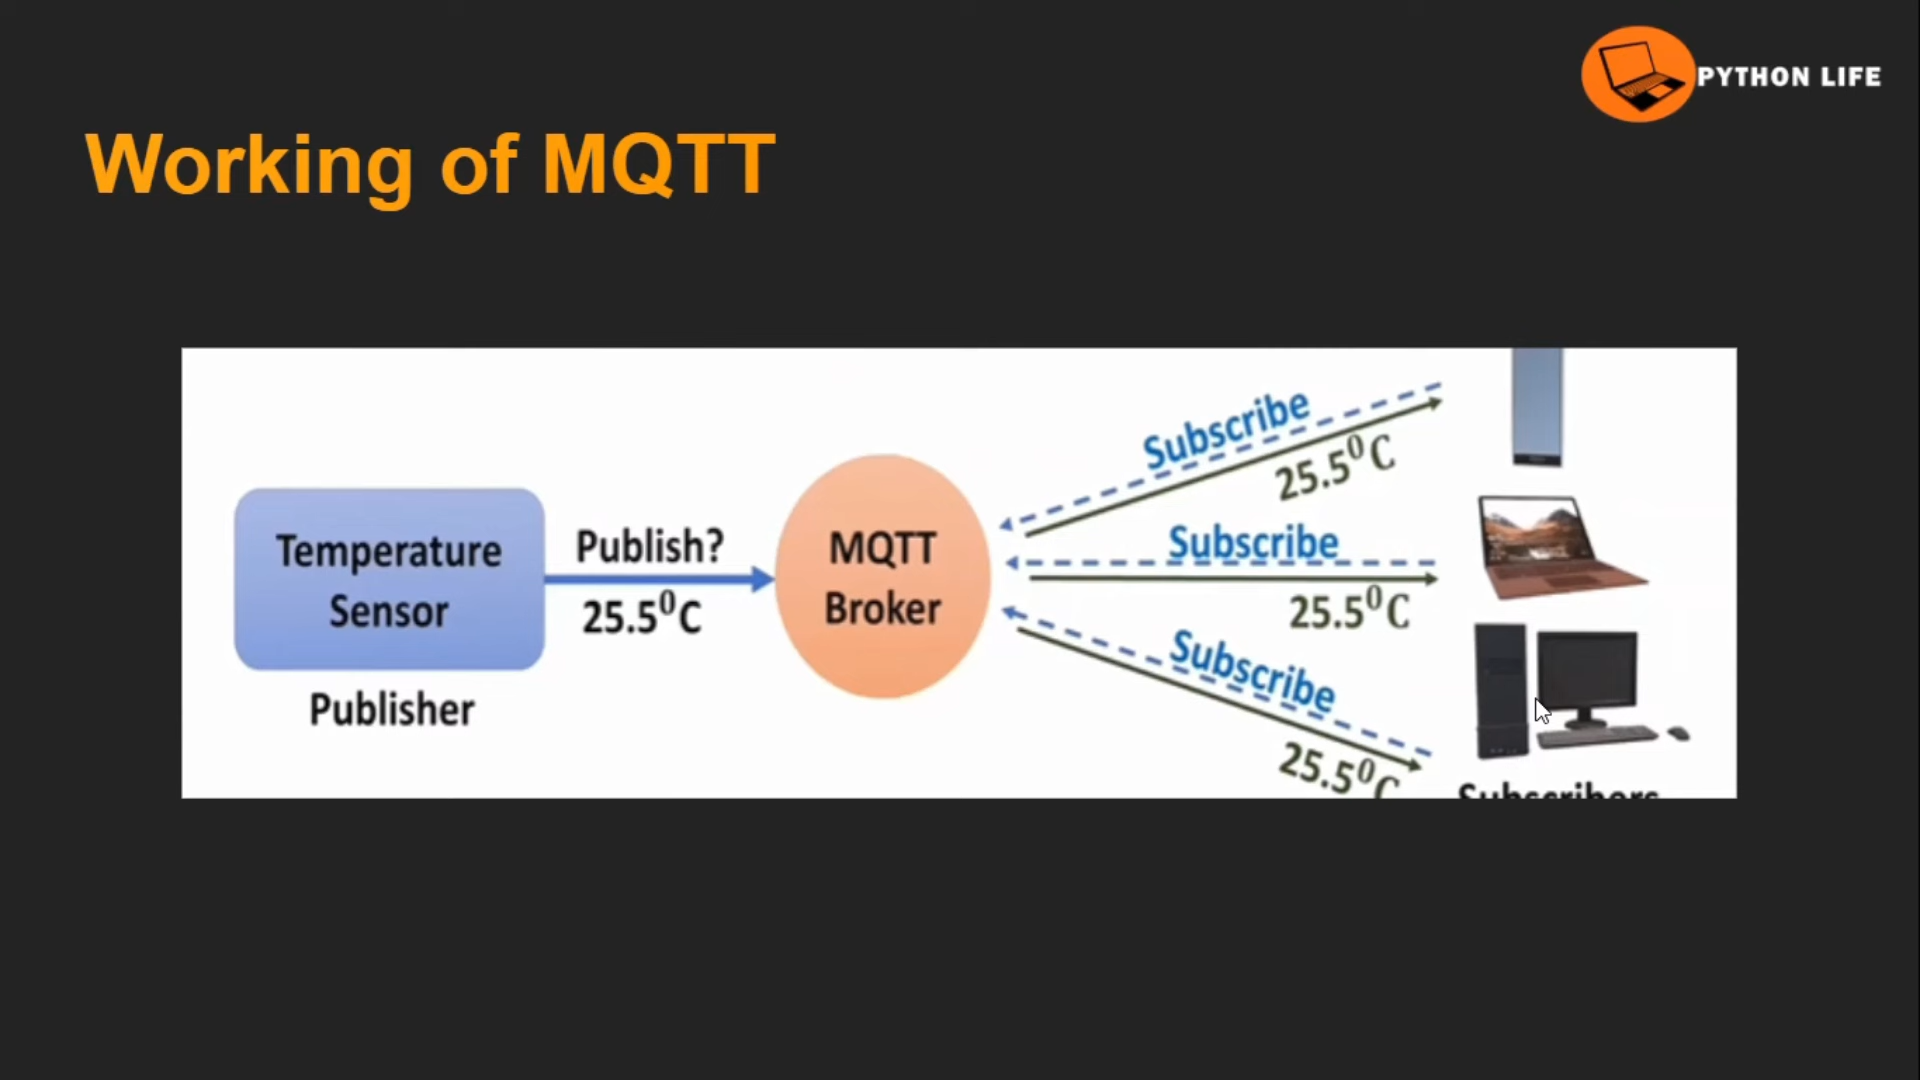 PYTHON LIFE
Working of MQTT
Temperature
Sensor
Publisher
Publish?
25.5⁰C
MQTT
Broker
Subscribe
25.5⁰C
Subscribe
25.5⁰C
Subscribe
25.5⁰C
Subscribers